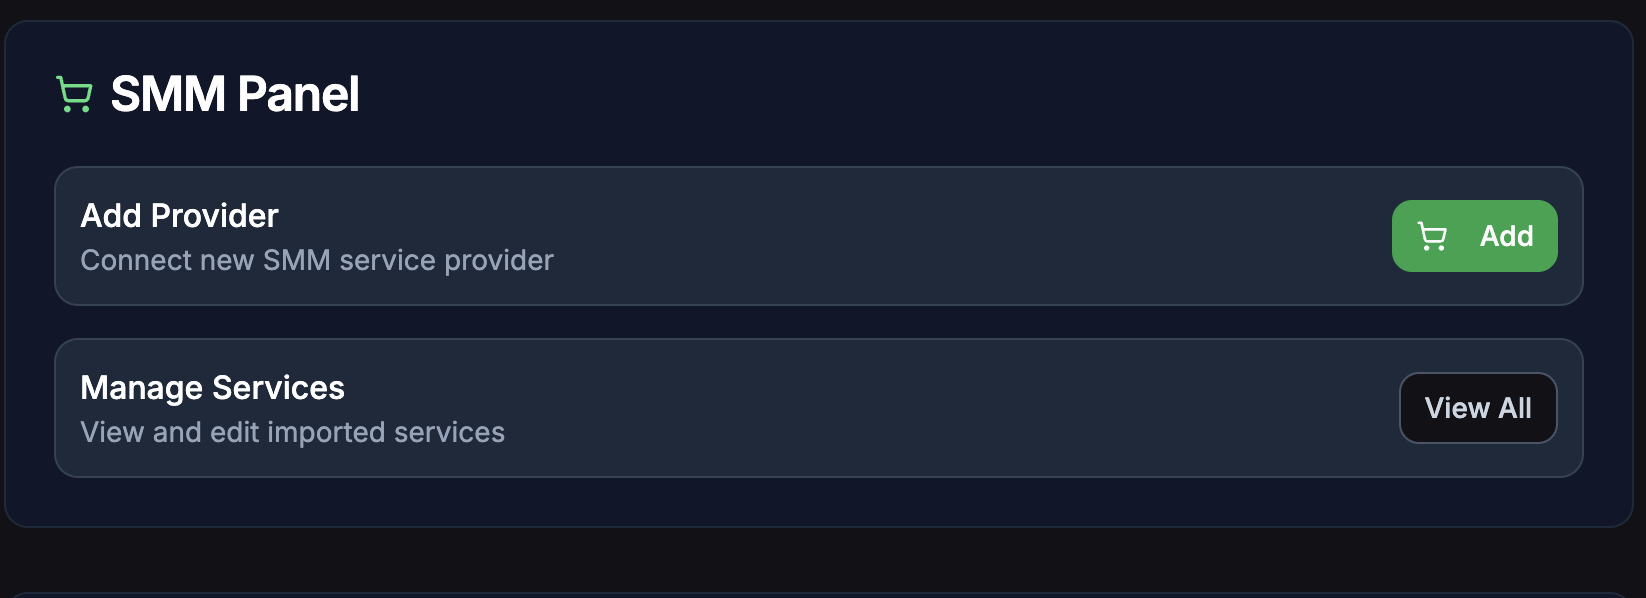 SMM Panel
Add Provider
Connect new SMM service provider
Add
Manage Services
View and edit imported services
View All